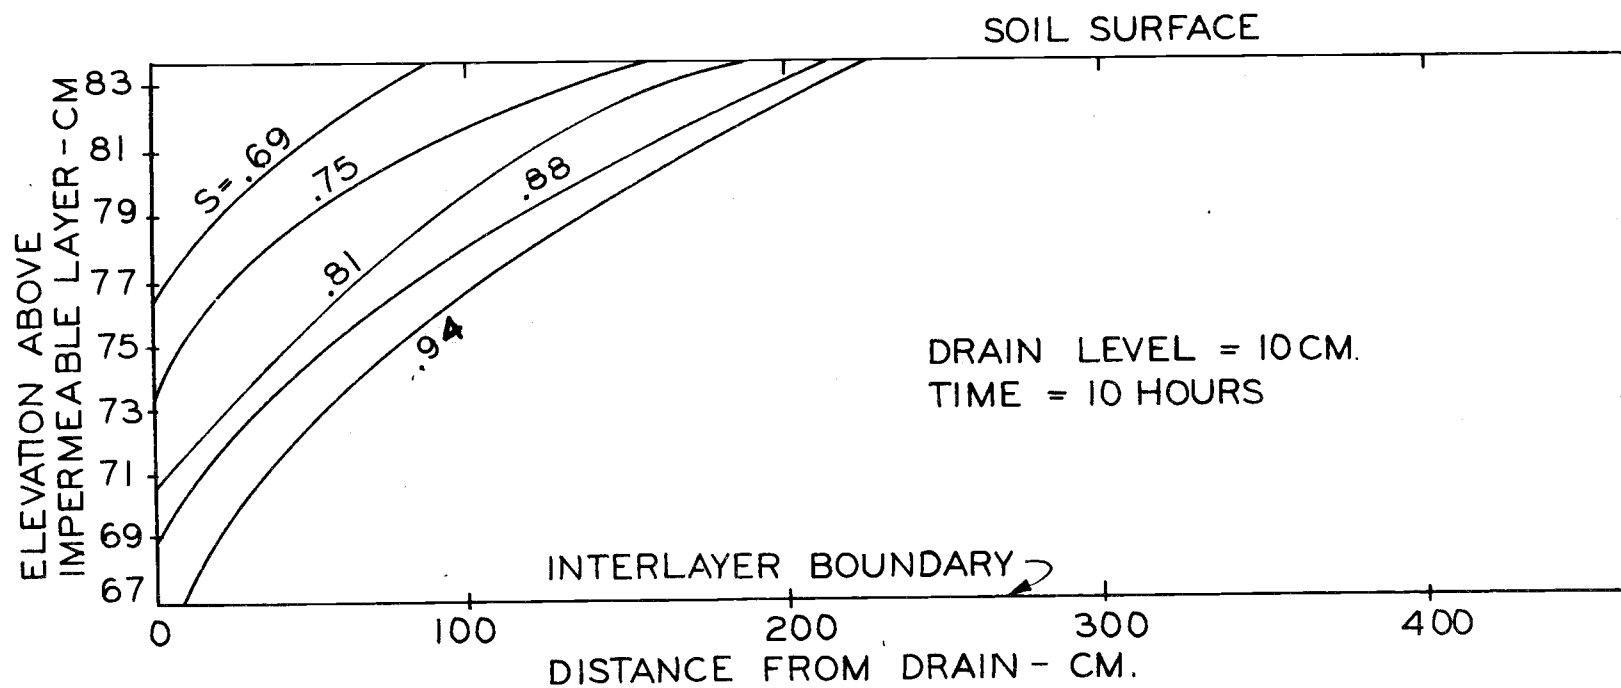 SOIL SURFACE
ELEVATION ABOVE
IMPERMEABLE LAYER-CM
83
81
79
77
75
73
71
69
67
S=.69
.75
.81
.88
.94
DRAIN LEVEL = 10 CM.
TIME = 10 HOURS
INTERLAYER BOUNDARY
0 100 200 300 400
DISTANCE FROM DRAIN - CM.